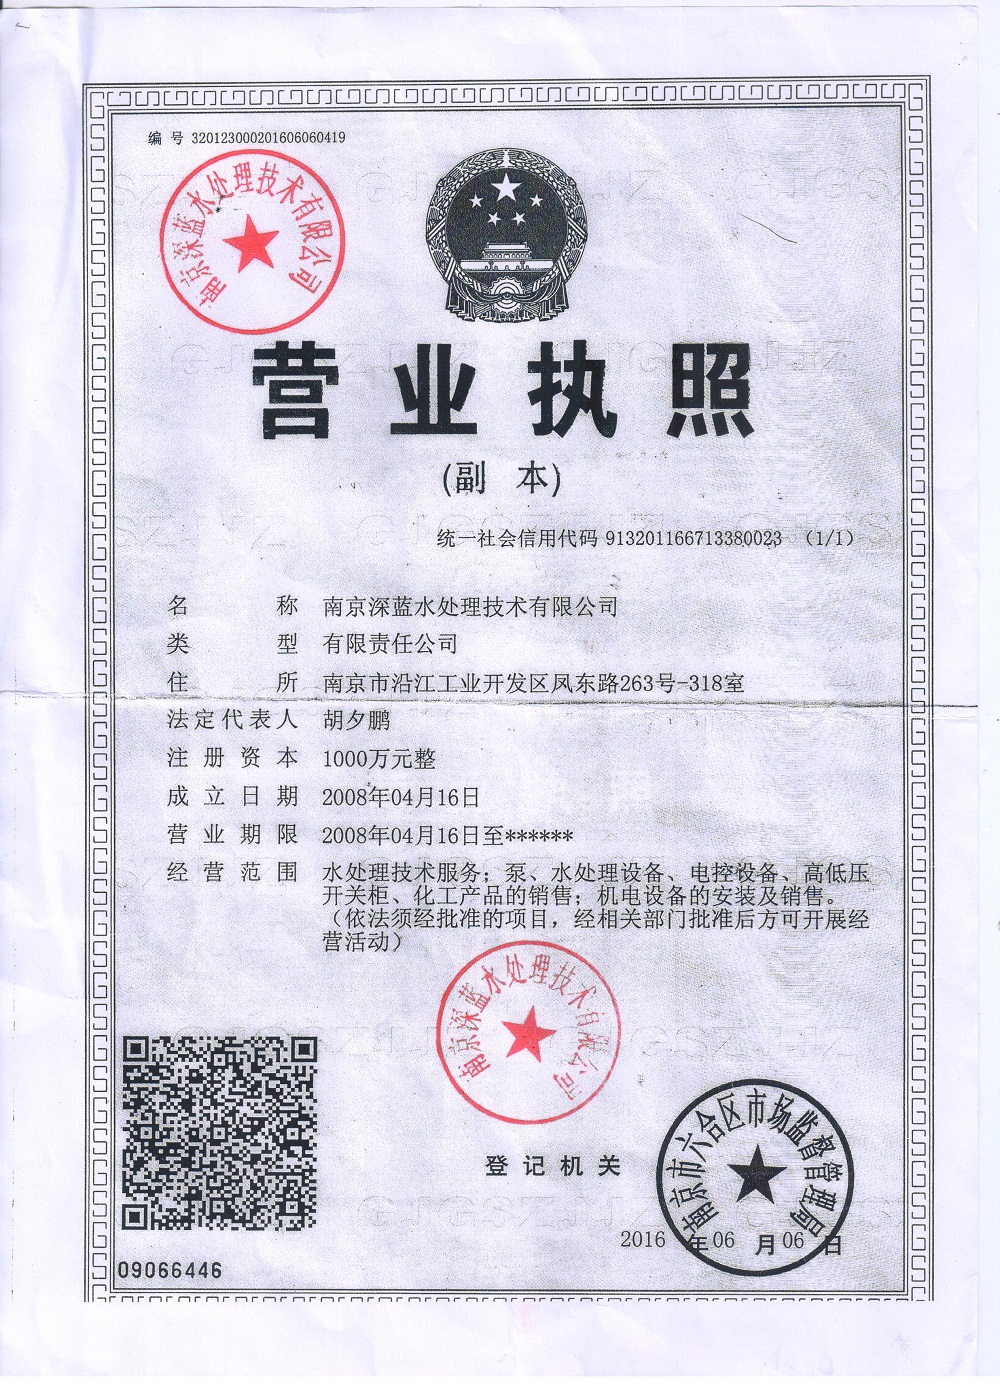 编 号 320123000201606060419
南京深蓝水处理技术有限公司
营业执照
(副 本)
统一社会信用代码 913201166713380023 （1/1）
名 称 南京深蓝水处理技术有限公司
类 型 有限责任公司
住 所 南京市沿江工业开发区凤东路263号-318室
法定代表人 胡夕鹏
注册资本 1000万元整
成立日期 2008年04月16日
营业期限 2008年04月16日至******
经营范围 水处理技术服务；泵、水处理设备、电控设备、高低压
开关柜、化工产品的销售；机电设备的安装及销售。
（依法须经批准的项目，经相关部门批准后方可开展经
营活动）
南京深蓝水处理技术有限公司
登记机关
南京市六合区市场监督管理局
2016 年 06 月 06 日
09066446